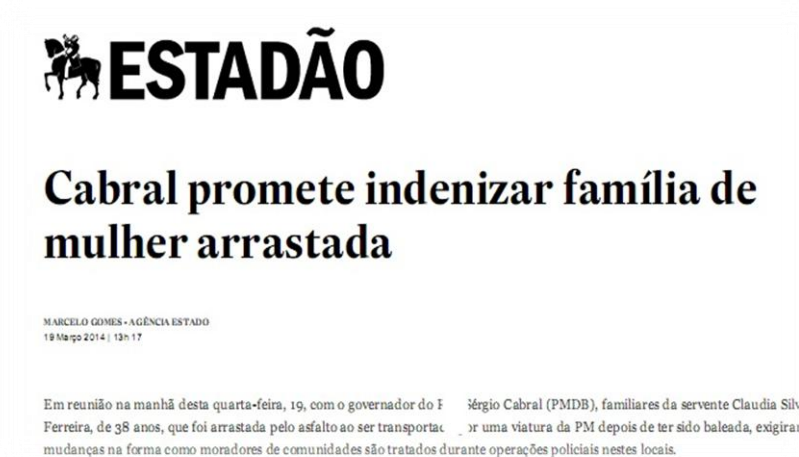 ESTADÃO
Cabral promete indenizar família de
mulher arrastada
MARCELO GOMES - AGÊNCIA ESTADO
19 Março 2014 | 13h 17
Em reunião na manhã desta quarta-feira, 19, com o governador do Sérgio Cabral (PMDB), familiares da servente Claudia
Ferreira, de 38 anos, que foi arrastada pelo asfalto ao ser uma viatura da PM depois de ter sido baleada,
mudanças na forma como moradores de comunidades são tratados durante operações policiais nestes locais.